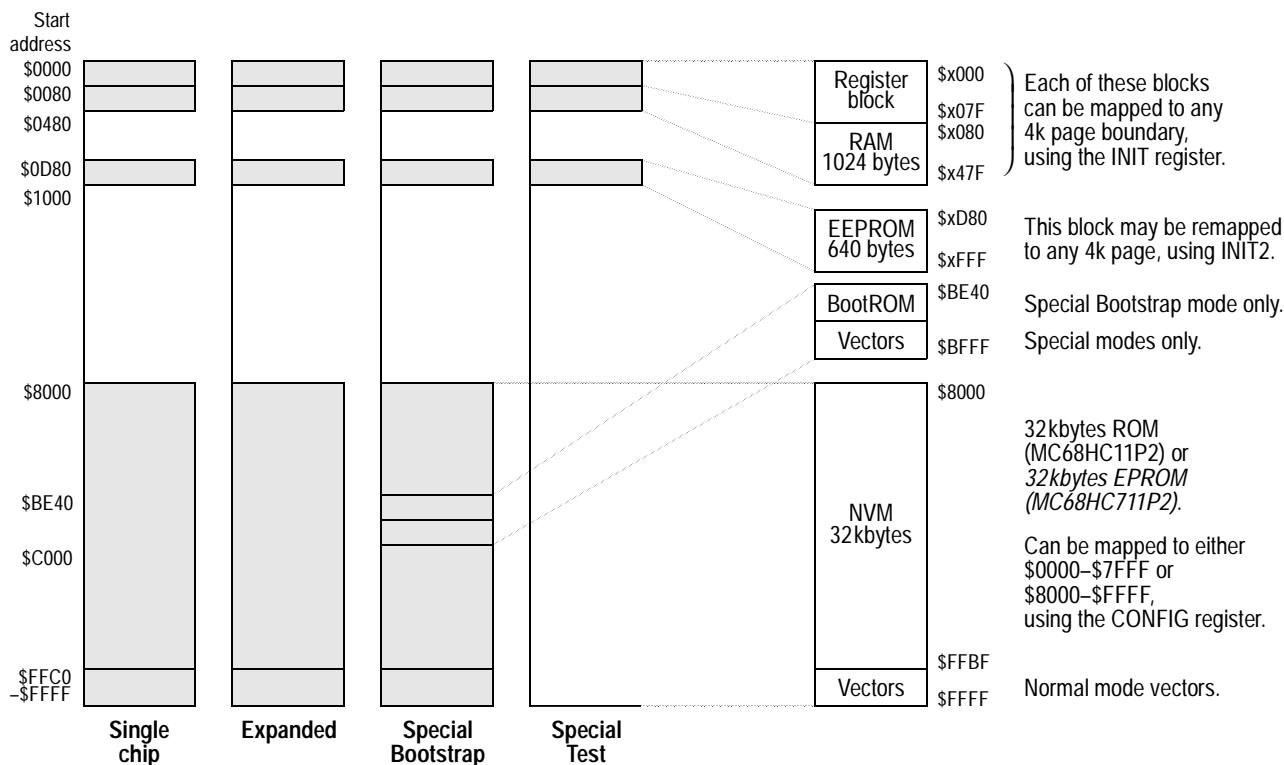 Start
address
$0000
$0080
$0480
$0D80
$1000
$8000
$BE40
$C000
$FFC0
–$FFFF
Single
chip
Expanded
Special
Bootstrap
Special
Test
Register
block
$x000
$x07F
RAM
1024 bytes
$x080
$x47F
Each of these blocks
can be mapped to any
4k page boundary,
using the INIT register.
EEPROM
640 bytes
$xD80
$xFFF
This block may be remapped
to any 4k page, using INIT2.
BootROM
$BE40
Special Bootstrap mode only.
Vectors
$BFFF
Special modes only.
$8000
NVM
32kbytes
32kbytes ROM
(MC68HC11P2) or
32kbytes EPROM
(MC68HC711P2).
Can be mapped to either
$0000–$7FFF or
$8000–$FFFF,
using the CONFIG register.
$FFBF
Vectors
$FFFF
Normal mode vectors.